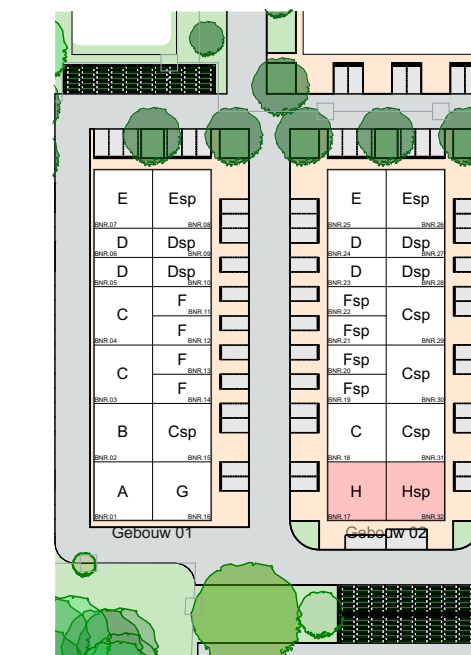 E Esp E Esp
BNR.07 BNR.08 BNR.25 BNR.26
D Dsp D Dsp
BNR.06 BNR.09 BNR.24 BNR.27
D Dsp D Dsp
BNR.05 BNR.10 BNR.23 BNR.28
C F Fsp Csp
BNR.11 BNR.22
F Fsp
BNR.04 BNR.12 BNR.21 BNR.29
C F Fsp Csp
BNR.13 BNR.20
F Fsp
BNR.03 BNR.14 BNR.19 BNR.30
B Csp C Csp
BNR.02 BNR.15 BNR.18 BNR.31
A G H Hsp
BNR.01 BNR.16 BNR.17 BNR.32
Gebouw 01 Gebouw 02